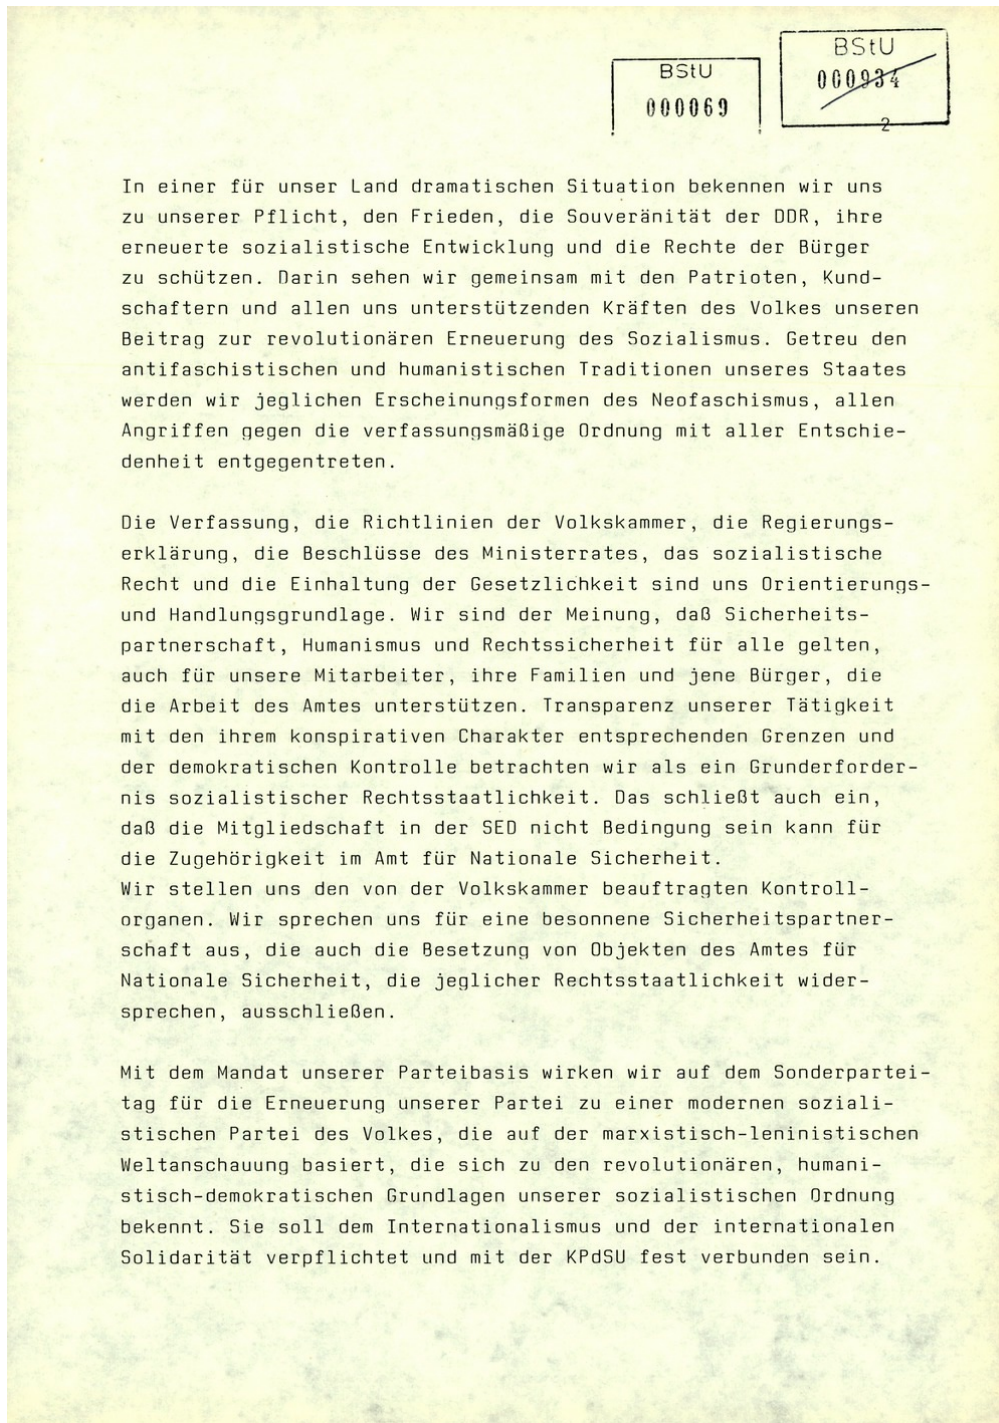 BStU
000069
BStU
000934
2
In einer für unser Land dramatischen Situation bekennen wir uns
zu unserer Pflicht, den Frieden, die Souveränität der DDR, ihre
erneuerte sozialistische Entwicklung und die Rechte der Bürger
zu schützen. Darin sehen wir gemeinsam mit den Patrioten, Kund-
schaftern und allen uns unterstützenden Kräften des Volkes unseren
Beitrag zur revolutionären Erneuerung des Sozialismus. Getreu den
antifaschistischen und humanistischen Traditionen unseres Staates
werden wir jeglichen Erscheinungsformen des Neofaschismus, allen
Angriffen gegen die verfassungsmäßige Ordnung mit aller Entschie-
denheit entgegentreten.
Die Verfassung, die Richtlinien der Volkskammer, die Regierungs-
erklärung, die Beschlüsse des Ministerrates, das sozialistische
Recht und die Einhaltung der Gesetzlichkeit sind uns Orientierungs-
und Handlungsgrundlage. Wir sind der Meinung, daß Sicherheits-
partnerschaft, Humanismus und Rechtssicherheit für alle gelten,
auch für unsere Mitarbeiter, ihre Familien und jene Bürger, die
die Arbeit des Amtes unterstützen. Transparenz unserer Tätigkeit
mit den ihrem konspirativen Charakter entsprechenden Grenzen und
der demokratischen Kontrolle betrachten wir als ein Grunderforder-
nis sozialistischer Rechtsstaatlichkeit. Das schließt auch ein,
daß die Mitgliedschaft in der SED nicht Bedingung sein kann für
die Zugehörigkeit im Amt für Nationale Sicherheit.
Wir stellen uns den von der Volkskammer beauftragten Kontroll-
organen. Wir sprechen uns für eine besonnene Sicherheitspartner-
schaft aus, die auch die Besetzung von Objekten des Amtes für
Nationale Sicherheit, die jeglicher Rechtsstaatlichkeit wider-
sprechen, ausschließen.
Mit dem Mandat unserer Parteibasis wirken wir auf dem Sonderpartei-
tag für die Erneuerung unserer Partei zu einer modernen soziali-
stischen Partei des Volkes, die auf der marxistisch-leninistischen
Weltanschauung basiert, die sich zu den revolutionären, humani-
stisch-demokratischen Grundlagen unserer sozialistischen Ordnung
bekennt. Sie soll dem Internationalismus und der internationalen
Solidarität verpflichtet und mit der KPdSU fest verbunden sein.